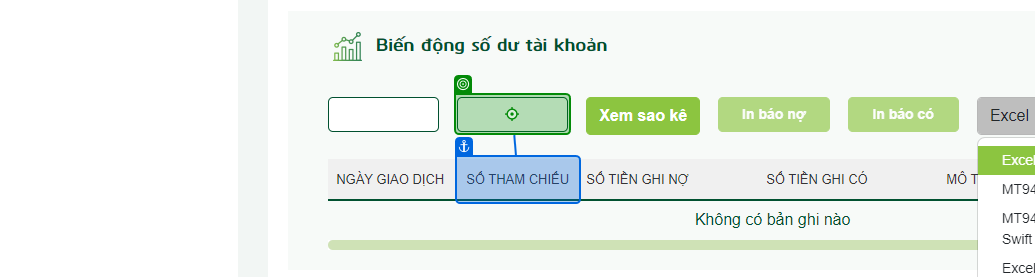 Biến động số dư tài khoản
Xem sao kê In báo nợ In báo có Excel
NGÀY GIAO DỊCH SỐ THAM CHIẾU SỐ TIỀN GHI NỢ SỐ TIỀN GHI CÓ MÔ T
Excel
MT94
MT94
Swift
Excel
Không có bản ghi nào